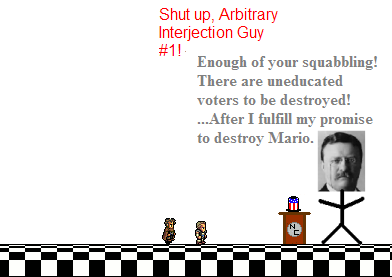 Shut up, Arbitrary
Interjection Guy
#1!
Enough of your squabbling!
There are uneducated
voters to be destroyed!
...After I fulfill my promise
to destroy Mario.